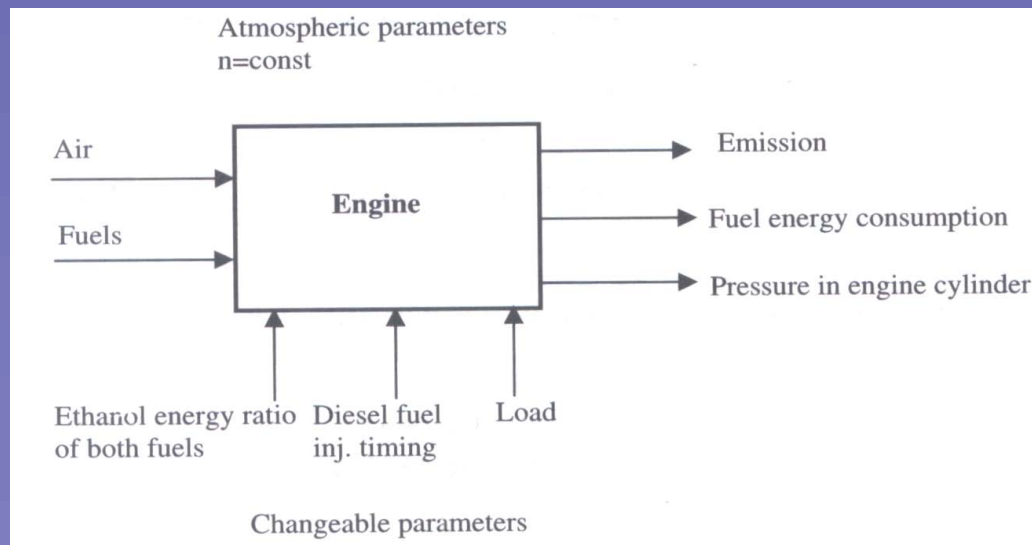 Atmospheric parameters
n=const
Air
Fuels
Engine
Emission
Fuel energy consumption
Pressure in engine cylinder
Ethanol energy ratio
of both fuels
Diesel fuel
inj. timing
Load
Changeable parameters